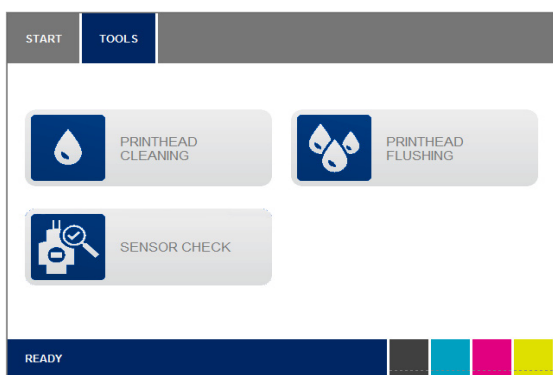 START TOOLS
PRINTHEAD
CLEANING
PRINTHEAD
FLUSHING
SENSOR CHECK
READY